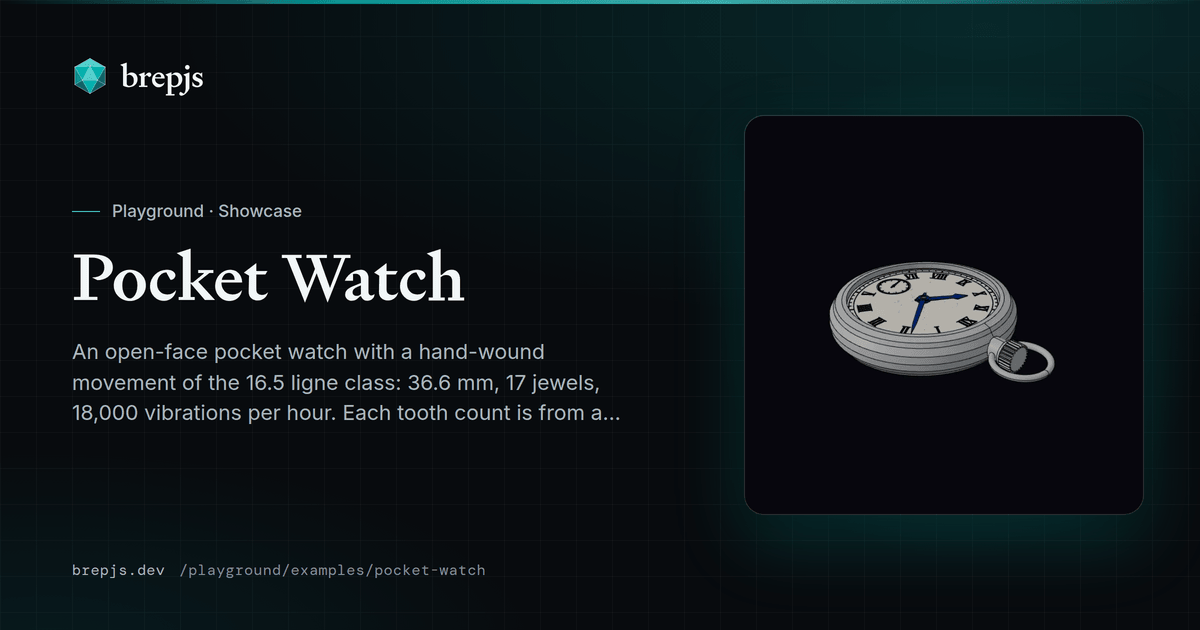 brepjs
Playground · Showcase
Pocket Watch
An open-face pocket watch with a hand-wound
movement of the 16.5 ligne class: 36.6 mm, 17 jewels,
18,000 vibrations per hour. Each tooth count is from a...
brepjs.dev /playground/examples/pocket-watch